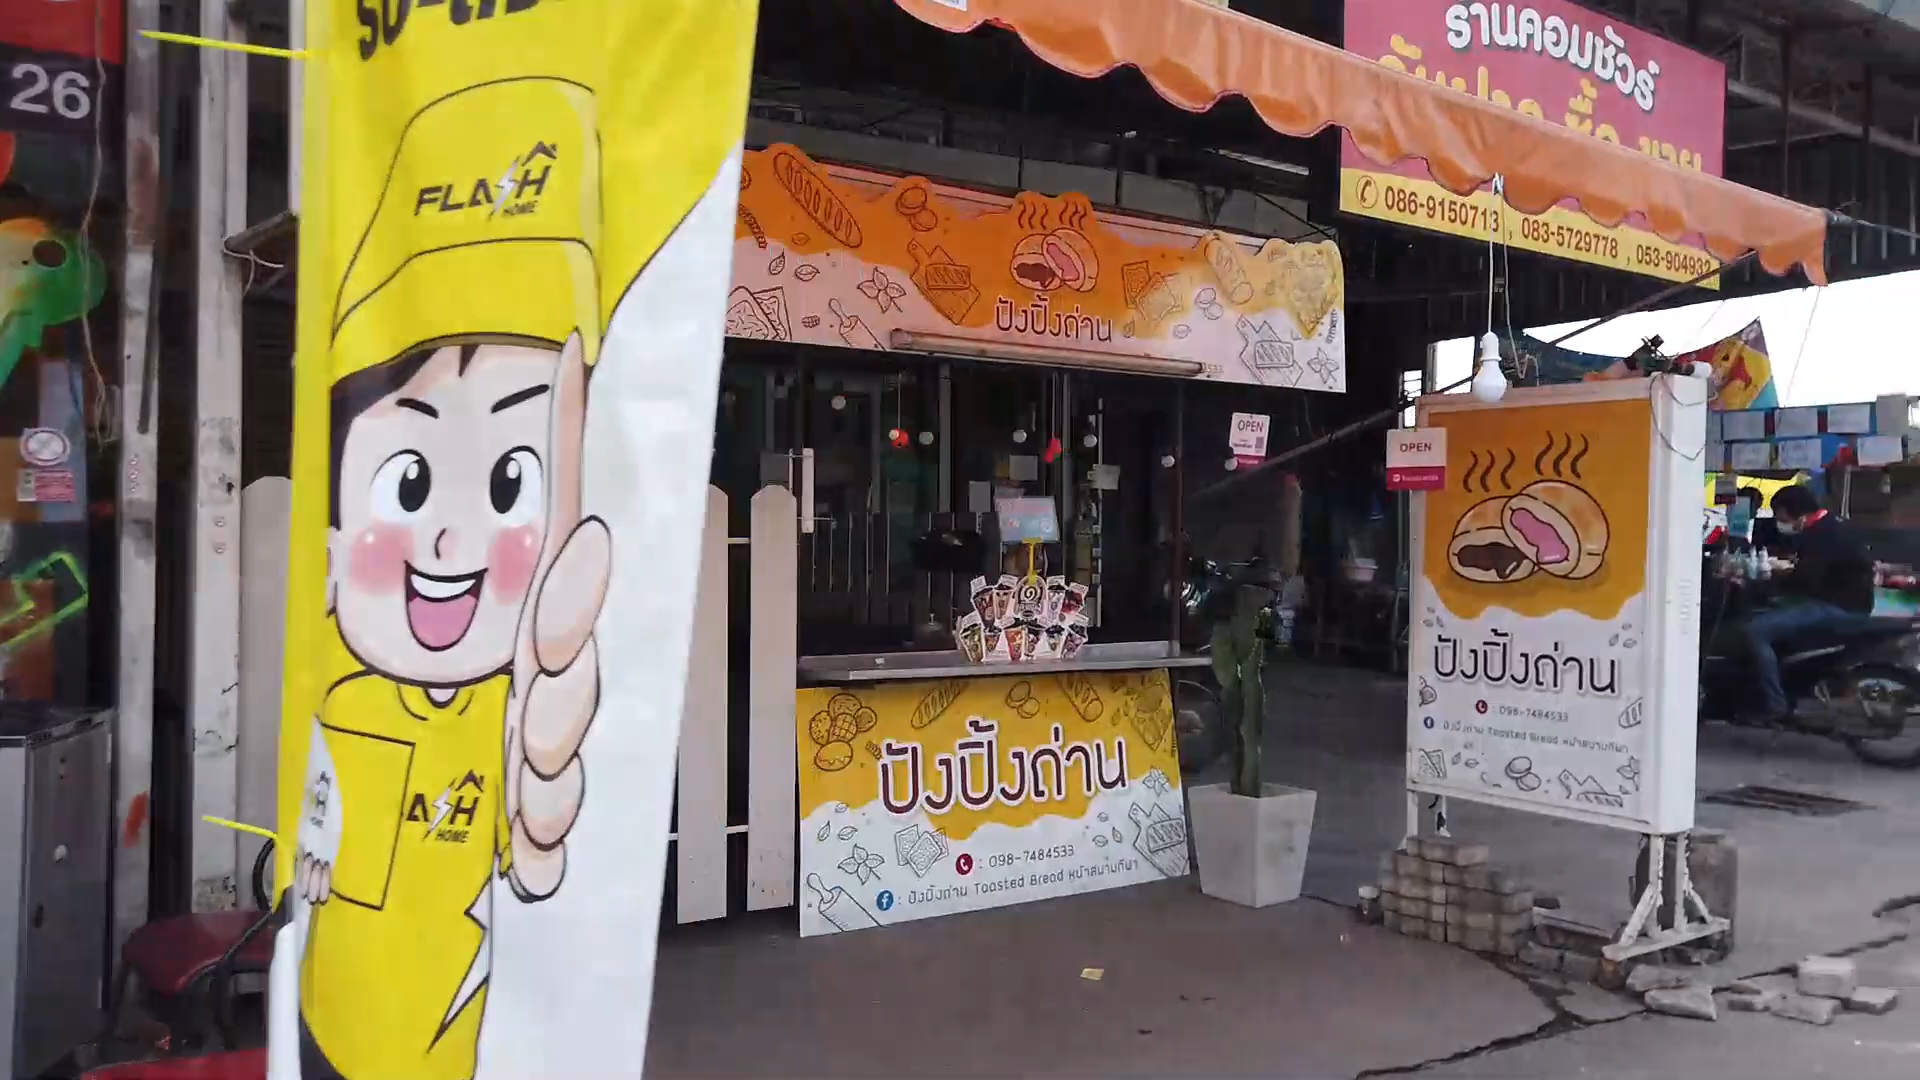 26
FLASH
HOME
ASH
HOME
ร้านคอมชัวร์
086-9150713 , 083-5729778 , 053-904932
ปังปิ้งถ่าน
OPEN
OPEN
ปังปิ้งถ่าน
: 098-7484533
: ปังปิ้งถ่าน Toasted Bread หน้าสนามกีฬา
ปังปิ้งถ่าน
: 098-7484533
: ปังปิ้งถ่าน Toasted Bread หน้าสนามกีฬา